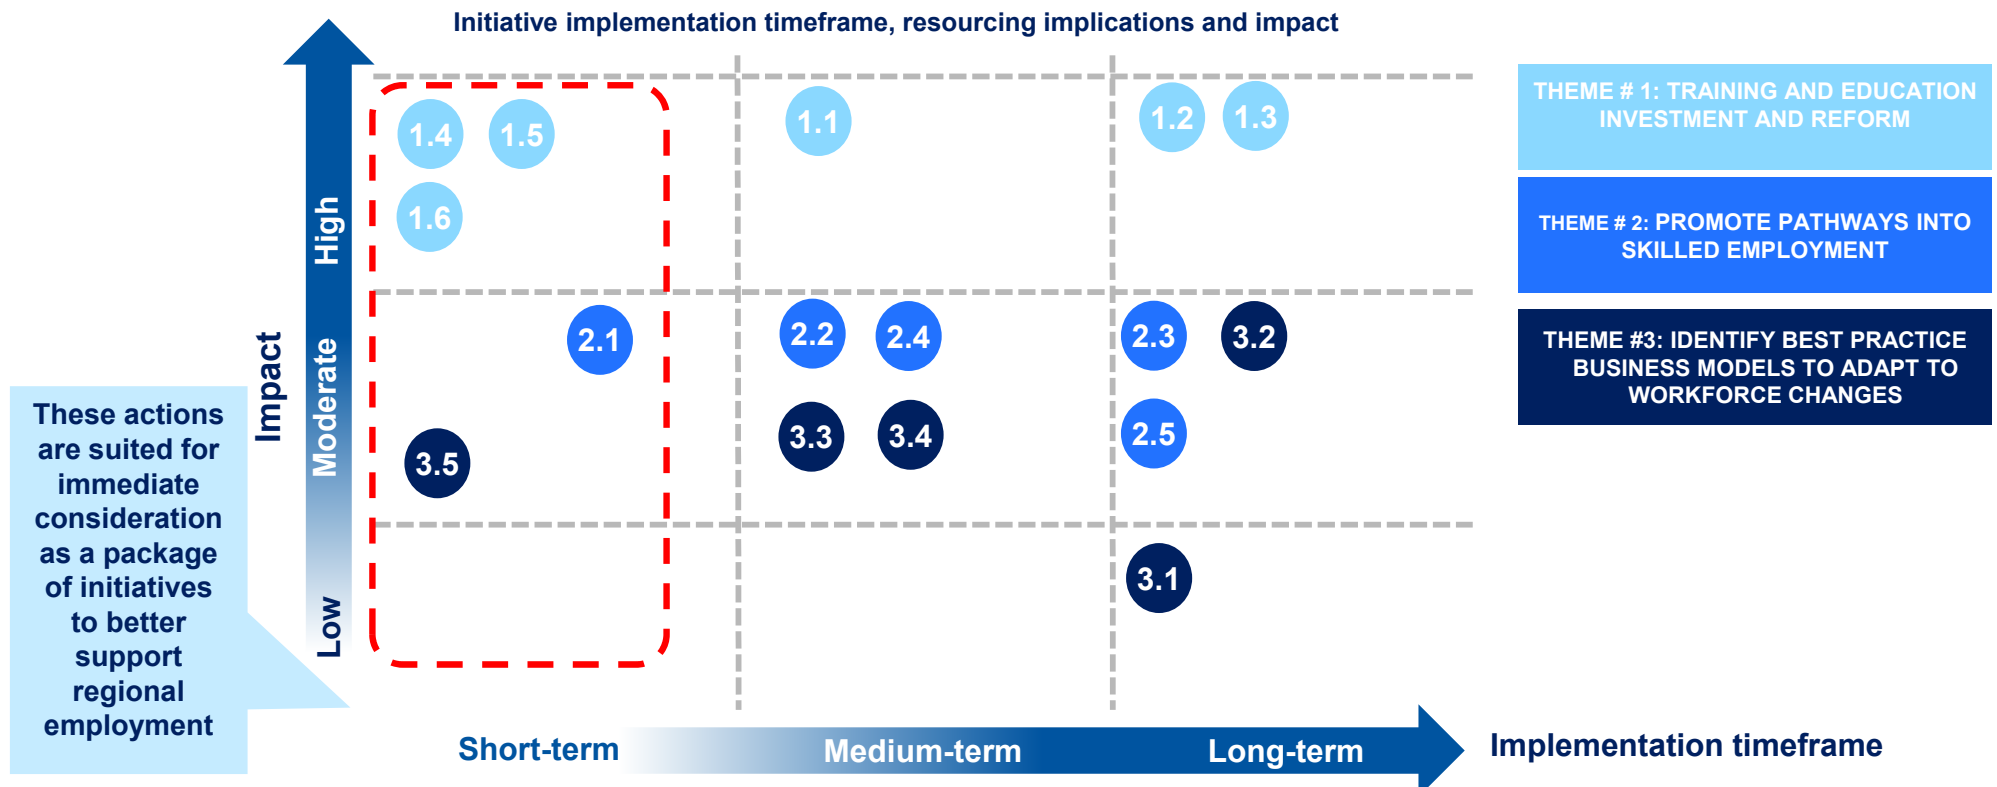 Initiative implementation timeframe, resourcing implications and impact
1.4
1.5
1.1
1.2
1.3
1.6
2.1
2.2
2.4
2.3
3.2
3.5
3.3
3.4
2.5
3.1
Impact
High
Moderate
Low
THEME # 1: TRAINING AND EDUCATION
INVESTMENT AND REFORM
THEME # 2: PROMOTE PATHWAYS INTO
SKILLED EMPLOYMENT
THEME #3: IDENTIFY BEST PRACTICE
BUSINESS MODELS TO ADAPT TO
WORKFORCE CHANGES
These actions
are suited for
immediate
consideration
as a package
of initiatives
to better
support
regional
employment
Short-term
Medium-term
Long-term
Implementation timeframe